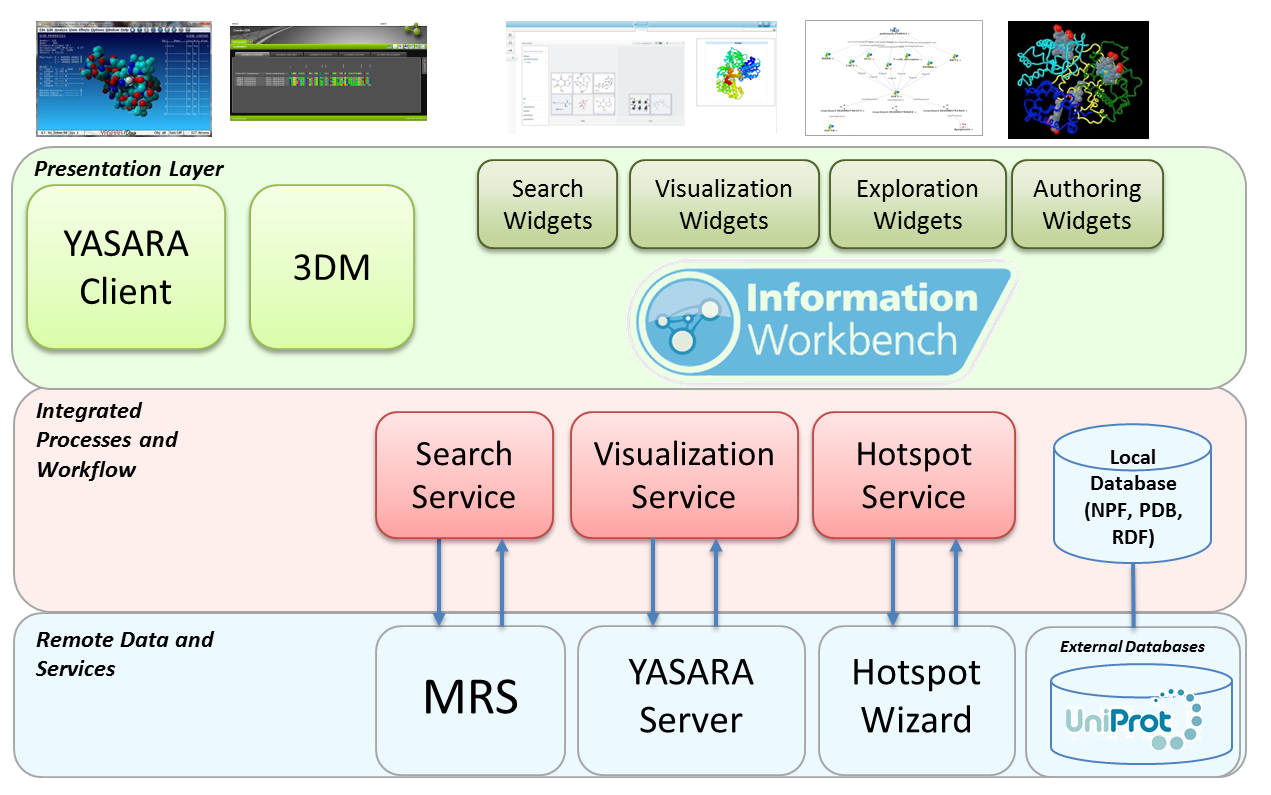 YASARA
Presentation Layer
YASARA
Client
3DM
Search
Widgets
Visualization
Widgets
Exploration
Widgets
Authoring
Widgets
Information
Workbench
Integrated
Processes and
Workflow
Search
Service
Visualization
Service
Hotspot
Service
Local
Database
(NPF, PDB,
RDF)
Remote Data and
Services
MRS
YASARA
Server
Hotspot
Wizard
External Databases
UniProt